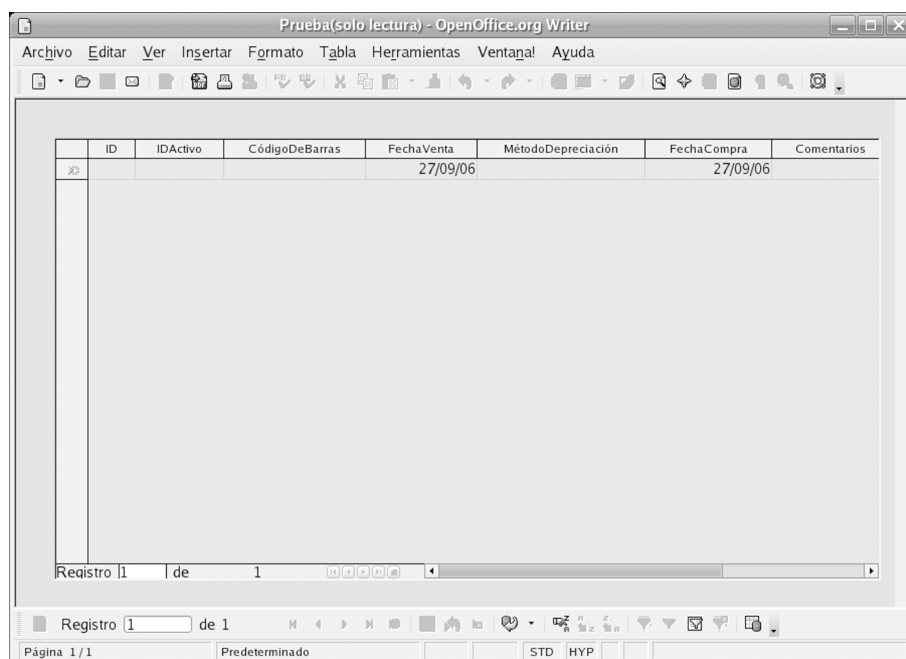 Prueba(solo lectura) - OpenOffice.org Writer
Archivo Editar Ver Insertar Formato Tabla Herramientas Ventana! Ayuda
ID IDActivo CódigoDeBarras FechaVenta MétodoDepreciación FechaCompra Comentarios
27/09/06 27/09/06
Registro 1 de 1
Registro 1 de 1
Página 1/1 Predeterminado STD HYP